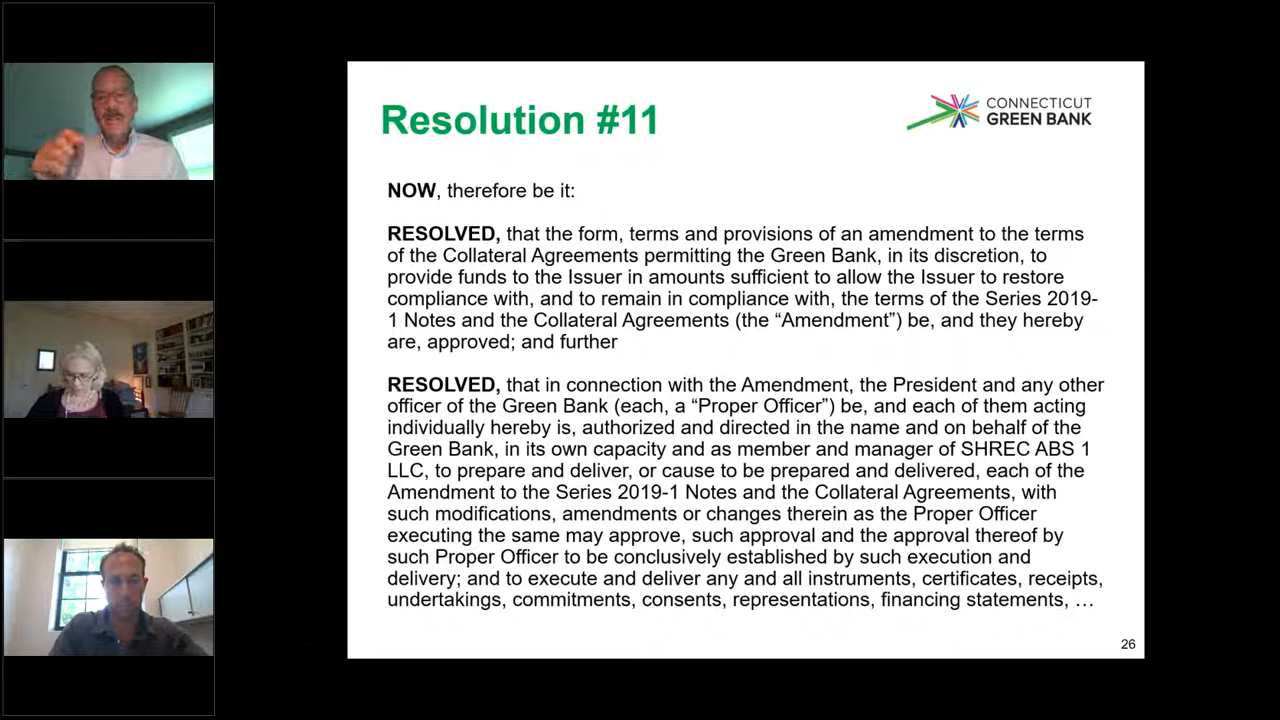 Resolution #11
CONNECTICUT
GREEN BANK
NOW, therefore be it:
RESOLVED, that the form, terms and provisions of an amendment to the terms
of the Collateral Agreements permitting the Green Bank, in its discretion, to
provide funds to the Issuer in amounts sufficient to allow the Issuer to restore
compliance with, and to remain in compliance with, the terms of the Series 2019-
1 Notes and the Collateral Agreements (the “Amendment”) be, and they hereby
are, approved; and further
RESOLVED, that in connection with the Amendment, the President and any other
officer of the Green Bank (each, a “Proper Officer”) be, and each of them acting
individually hereby is, authorized and directed in the name and on behalf of the
Green Bank, in its own capacity and as member and manager of SHREC ABS 1
LLC, to prepare and deliver, or cause to be prepared and delivered, each of the
Amendment to the Series 2019-1 Notes and the Collateral Agreements, with
such modifications, amendments or changes therein as the Proper Officer
executing the same may approve, such approval and the approval thereof by
such Proper Officer to be conclusively established by such execution and
delivery; and to execute and deliver any and all instruments, certificates, receipts,
undertakings, commitments, consents, representations, financing statements, …
26